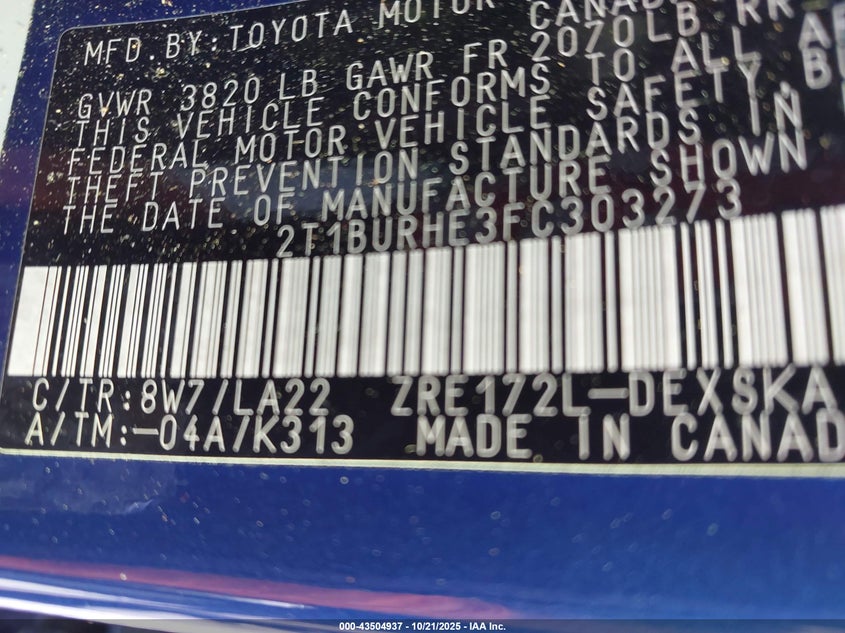 MFD.BY:TOYOTA MOTOR CANAD
GVWR 3820 LB GAWR FR 2070LB RR
THIS VEHICLE CONFORMS TO ALL
FEDERAL MOTOR VEHICLE SAFETY,
THEFT PREVENTION STANDARDS IN
THE DATE OF MANUFACTURE SHOWN
2T1BURHE3FC303273
C/TR:8W7/LA22 ZRE172L-DEXSKA
A/TM:-04A/K313 MADE IN CANAD
000-43504937 - 10/21/2025 - IAA Inc.